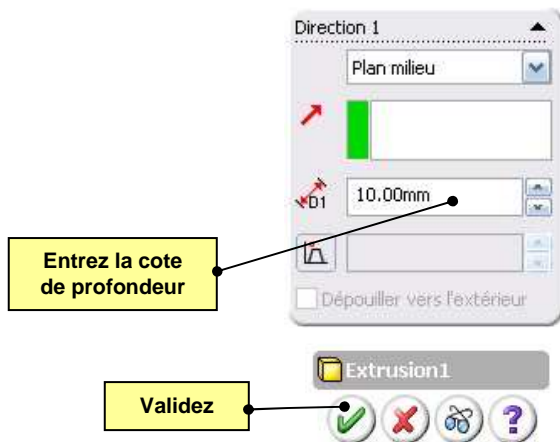 Direction 1
Plan milieu
D1
10.00mm
Entrez la cote
de profondeur
Dépouiller vers l'extérieur
Extrusion1
Validez
?